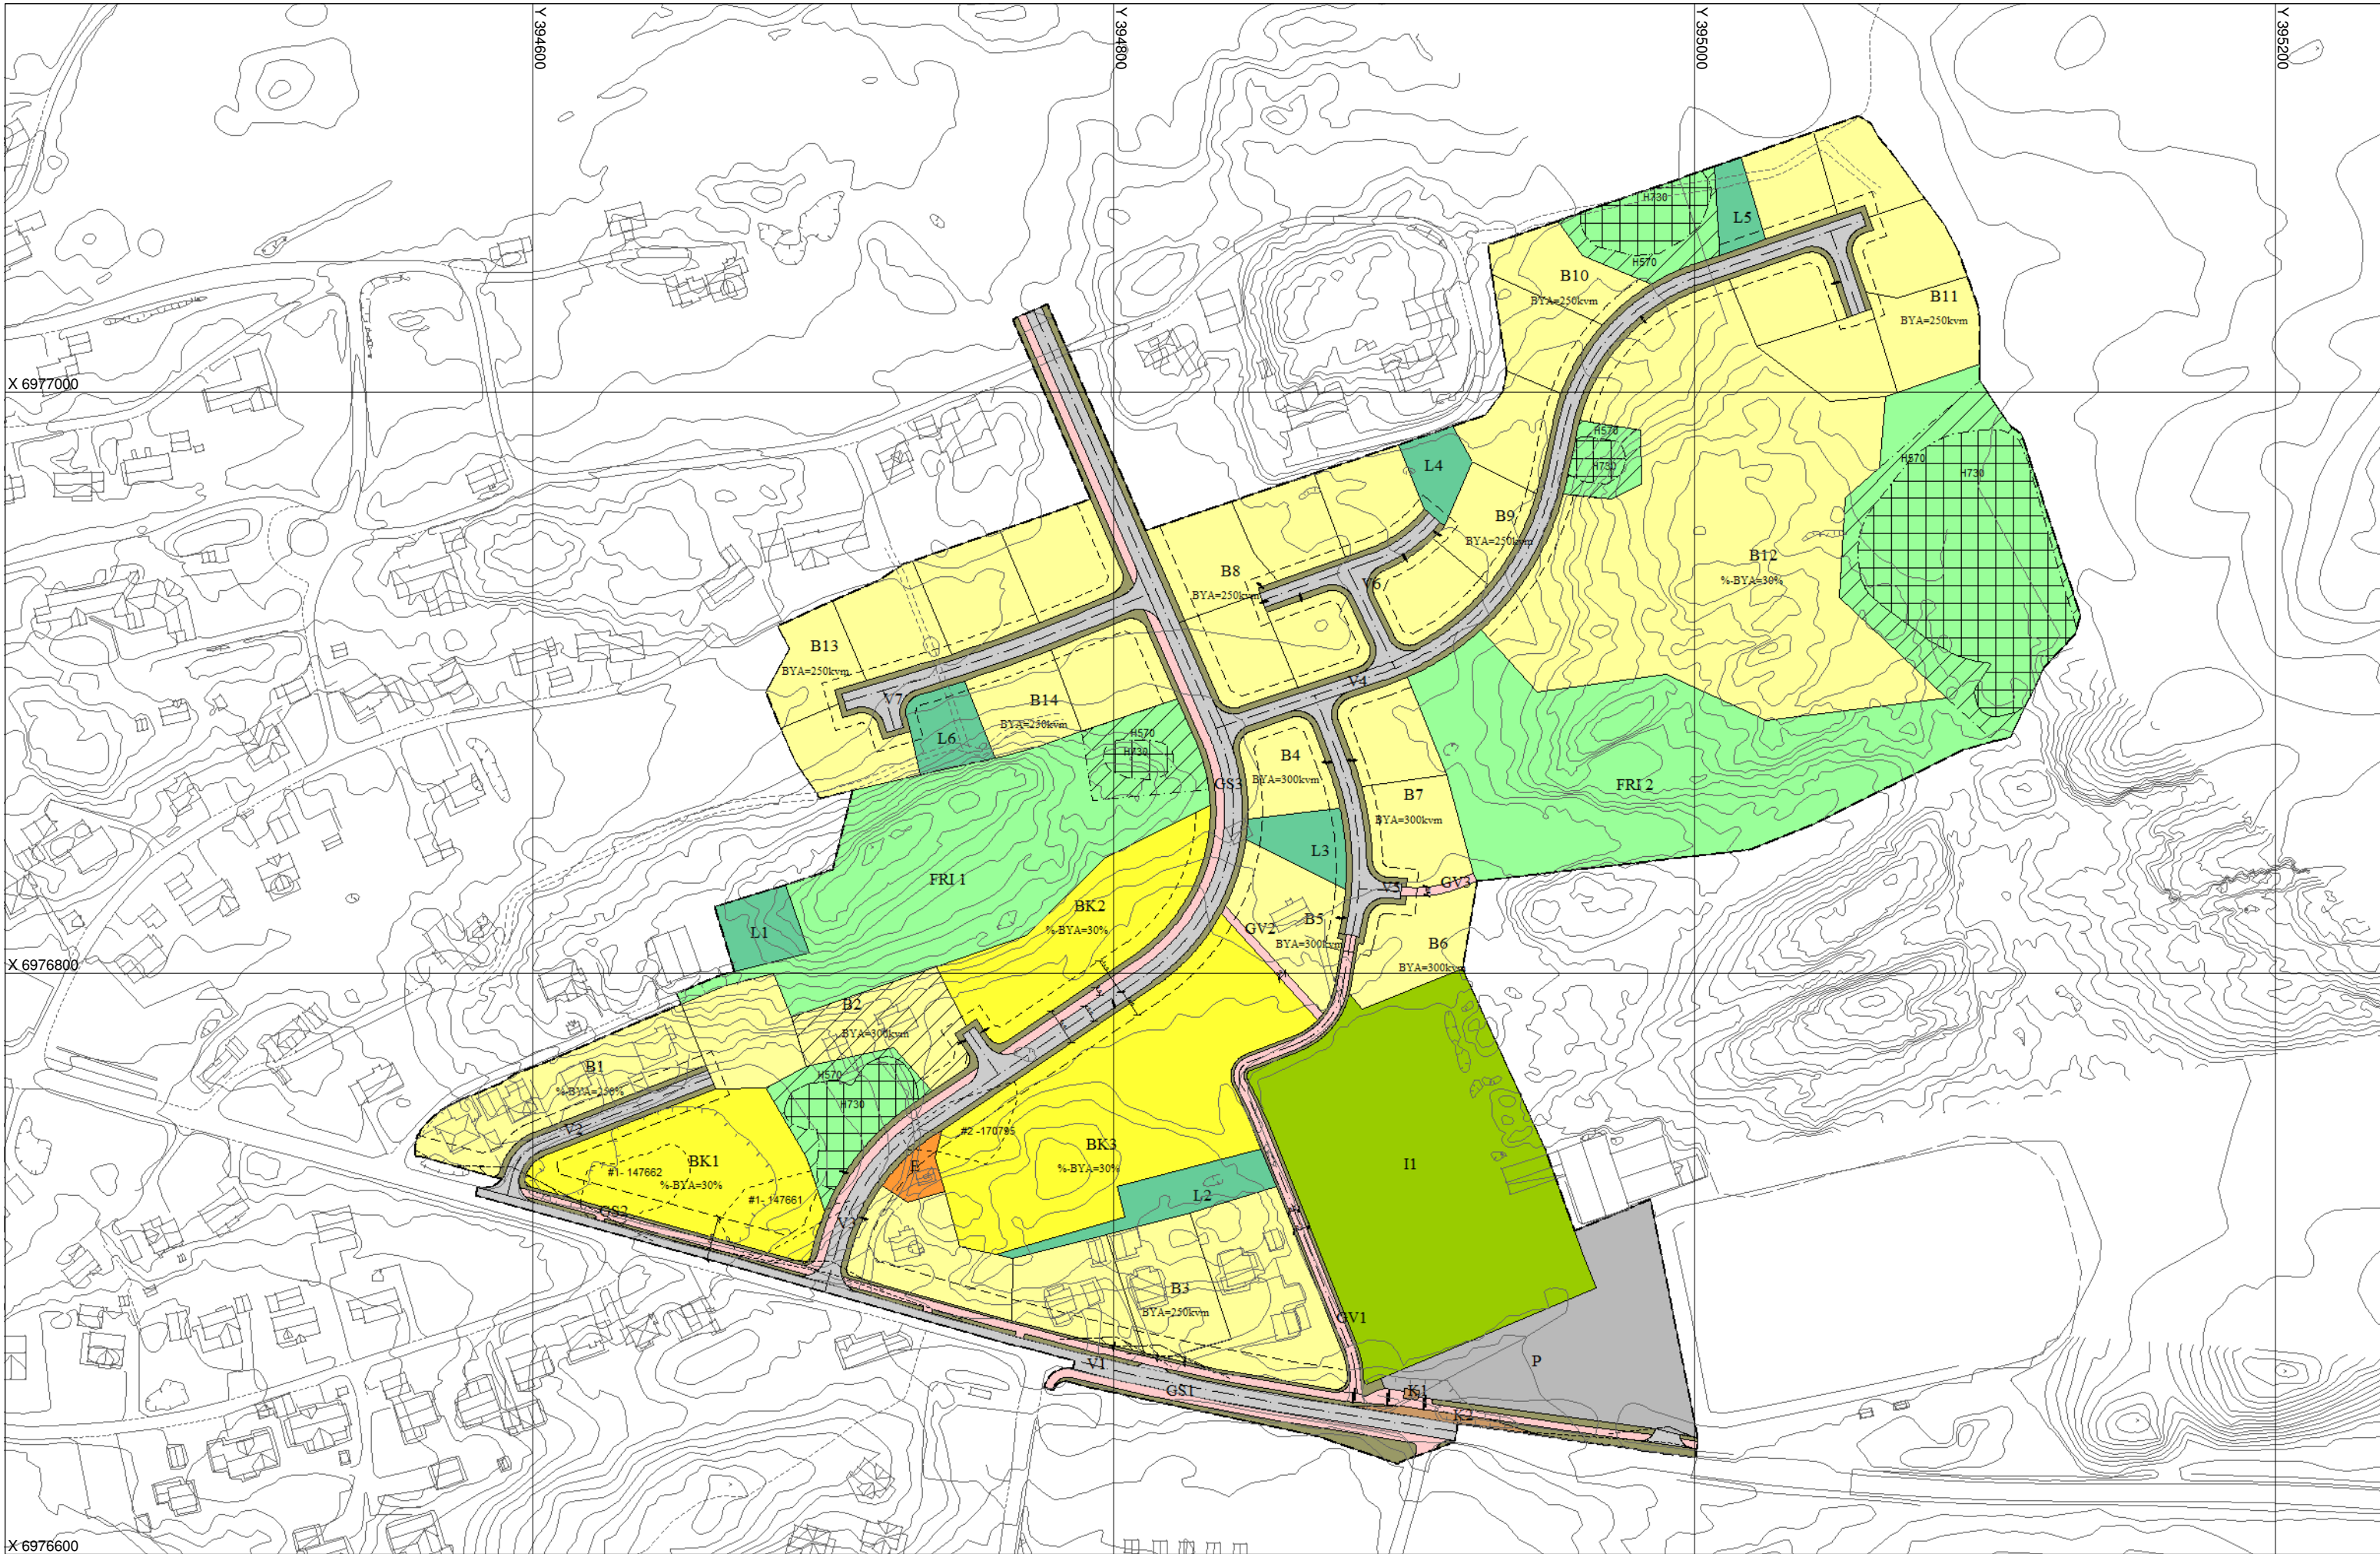 Y 394600
Y 394800
Y 395000
Y 395200
H730
L5
H570
B10
BYA=250kvm
B11
BYA=250kvm
X 6977000
H570
H730
L4
H570
H730
B9
BYA=250kvm
B12
%-BYA=30%
B8
BYA=250kvm
V6
B13
BYA=250kvm
V7
B14
BYA=250kvm
V4
L6
H570
H730
GS3
B4
BYA=300kvm
B7
BYA=300kvm
FRI 2
L3
FRI 1
V5
GV3
BK2
%-BYA=30%
L1
GV2
B5
BYA=300kvm
B6
BYA=300kvm
X 6976800
B2
BYA=300kvm
B1
V2
H570
H730
#2 -170795
BK1
%-BYA=30%
#1- 147662
#1- 147661
E
BK3
%-BYA=30%
I1
L2
GS2
V3
B3
BYA=250kvm
GV1
V1
GS1
P
K1
K2
X 6976600